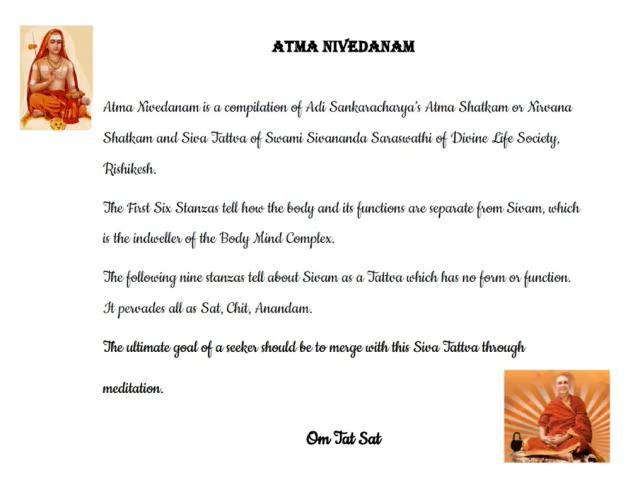 ATMA NIVEDANAM
Atma Nivedanam is a compilation of Adi Sankaracharya's Atma Shatkam or Nirvana
Shatkam and Siva Tattva of Swami Sivananda Saraswathi of Divine Life Society,
Rishikesh.
The First Six Stanzas tell how the body and its functions are separate from Sivam, which
is the indweller of the Body Mind Complex.
The following nine stanzas tell about Sivam as a Tattva which has no form or function.
It pervades all as Sat, Chit, Anandam.
The ultimate goal of a seeker should be to merge with this Siva Tattva through
meditation.
Om Tat Sat